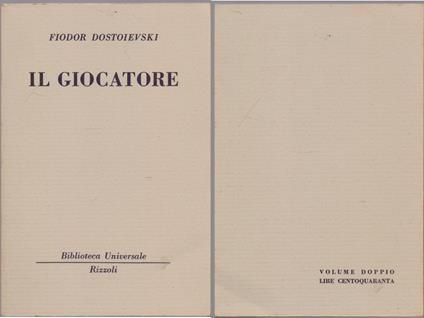 FIODOR DOSTOIEVSKI
IL GIOCATORE
Biblioteca Universale
Rizzoli
VOLUME DOPPIO
LIRE CENTOQUARANTA